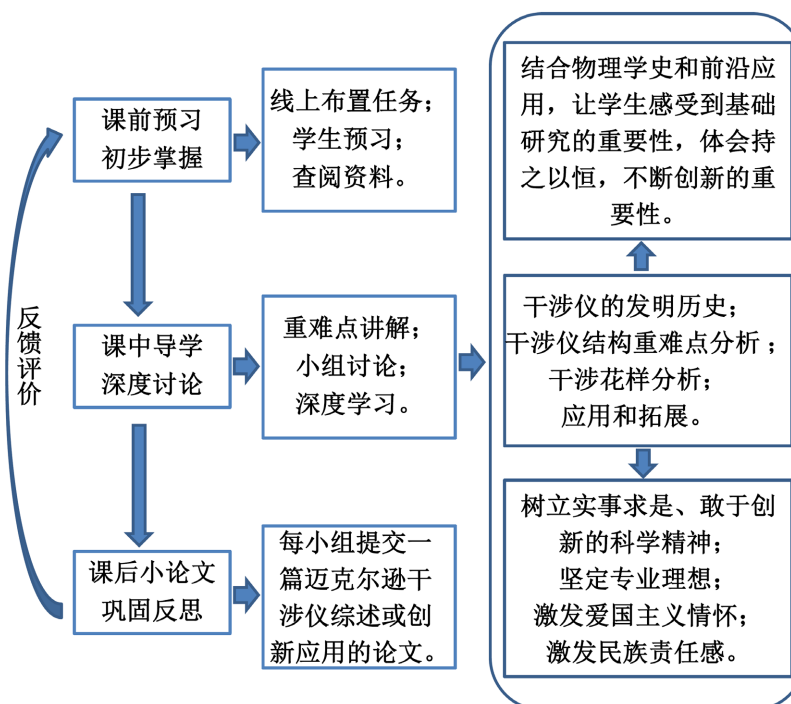 课前预习
初步掌握
线上布置任务；
学生预习；
查阅资料。
结合物理学史和前沿应
用，让学生感受到基础
研究的重要性，体会持
之以恒，不断创新的重
要性。
反馈评价
课中导学
深度讨论
重难点讲解；
小组讨论；
深度学习。
干涉仪的发明历史；
干涉仪结构重难点分析；
干涉花样分析；
应用和拓展。
课后小论文
巩固反思
每小组提交一
篇迈克尔逊干
涉仪综述或创
新应用的论文。
树立实事求是、敢于创
新的科学精神；
坚定专业理想；
激发爱国主义情怀；
激发民族责任感。